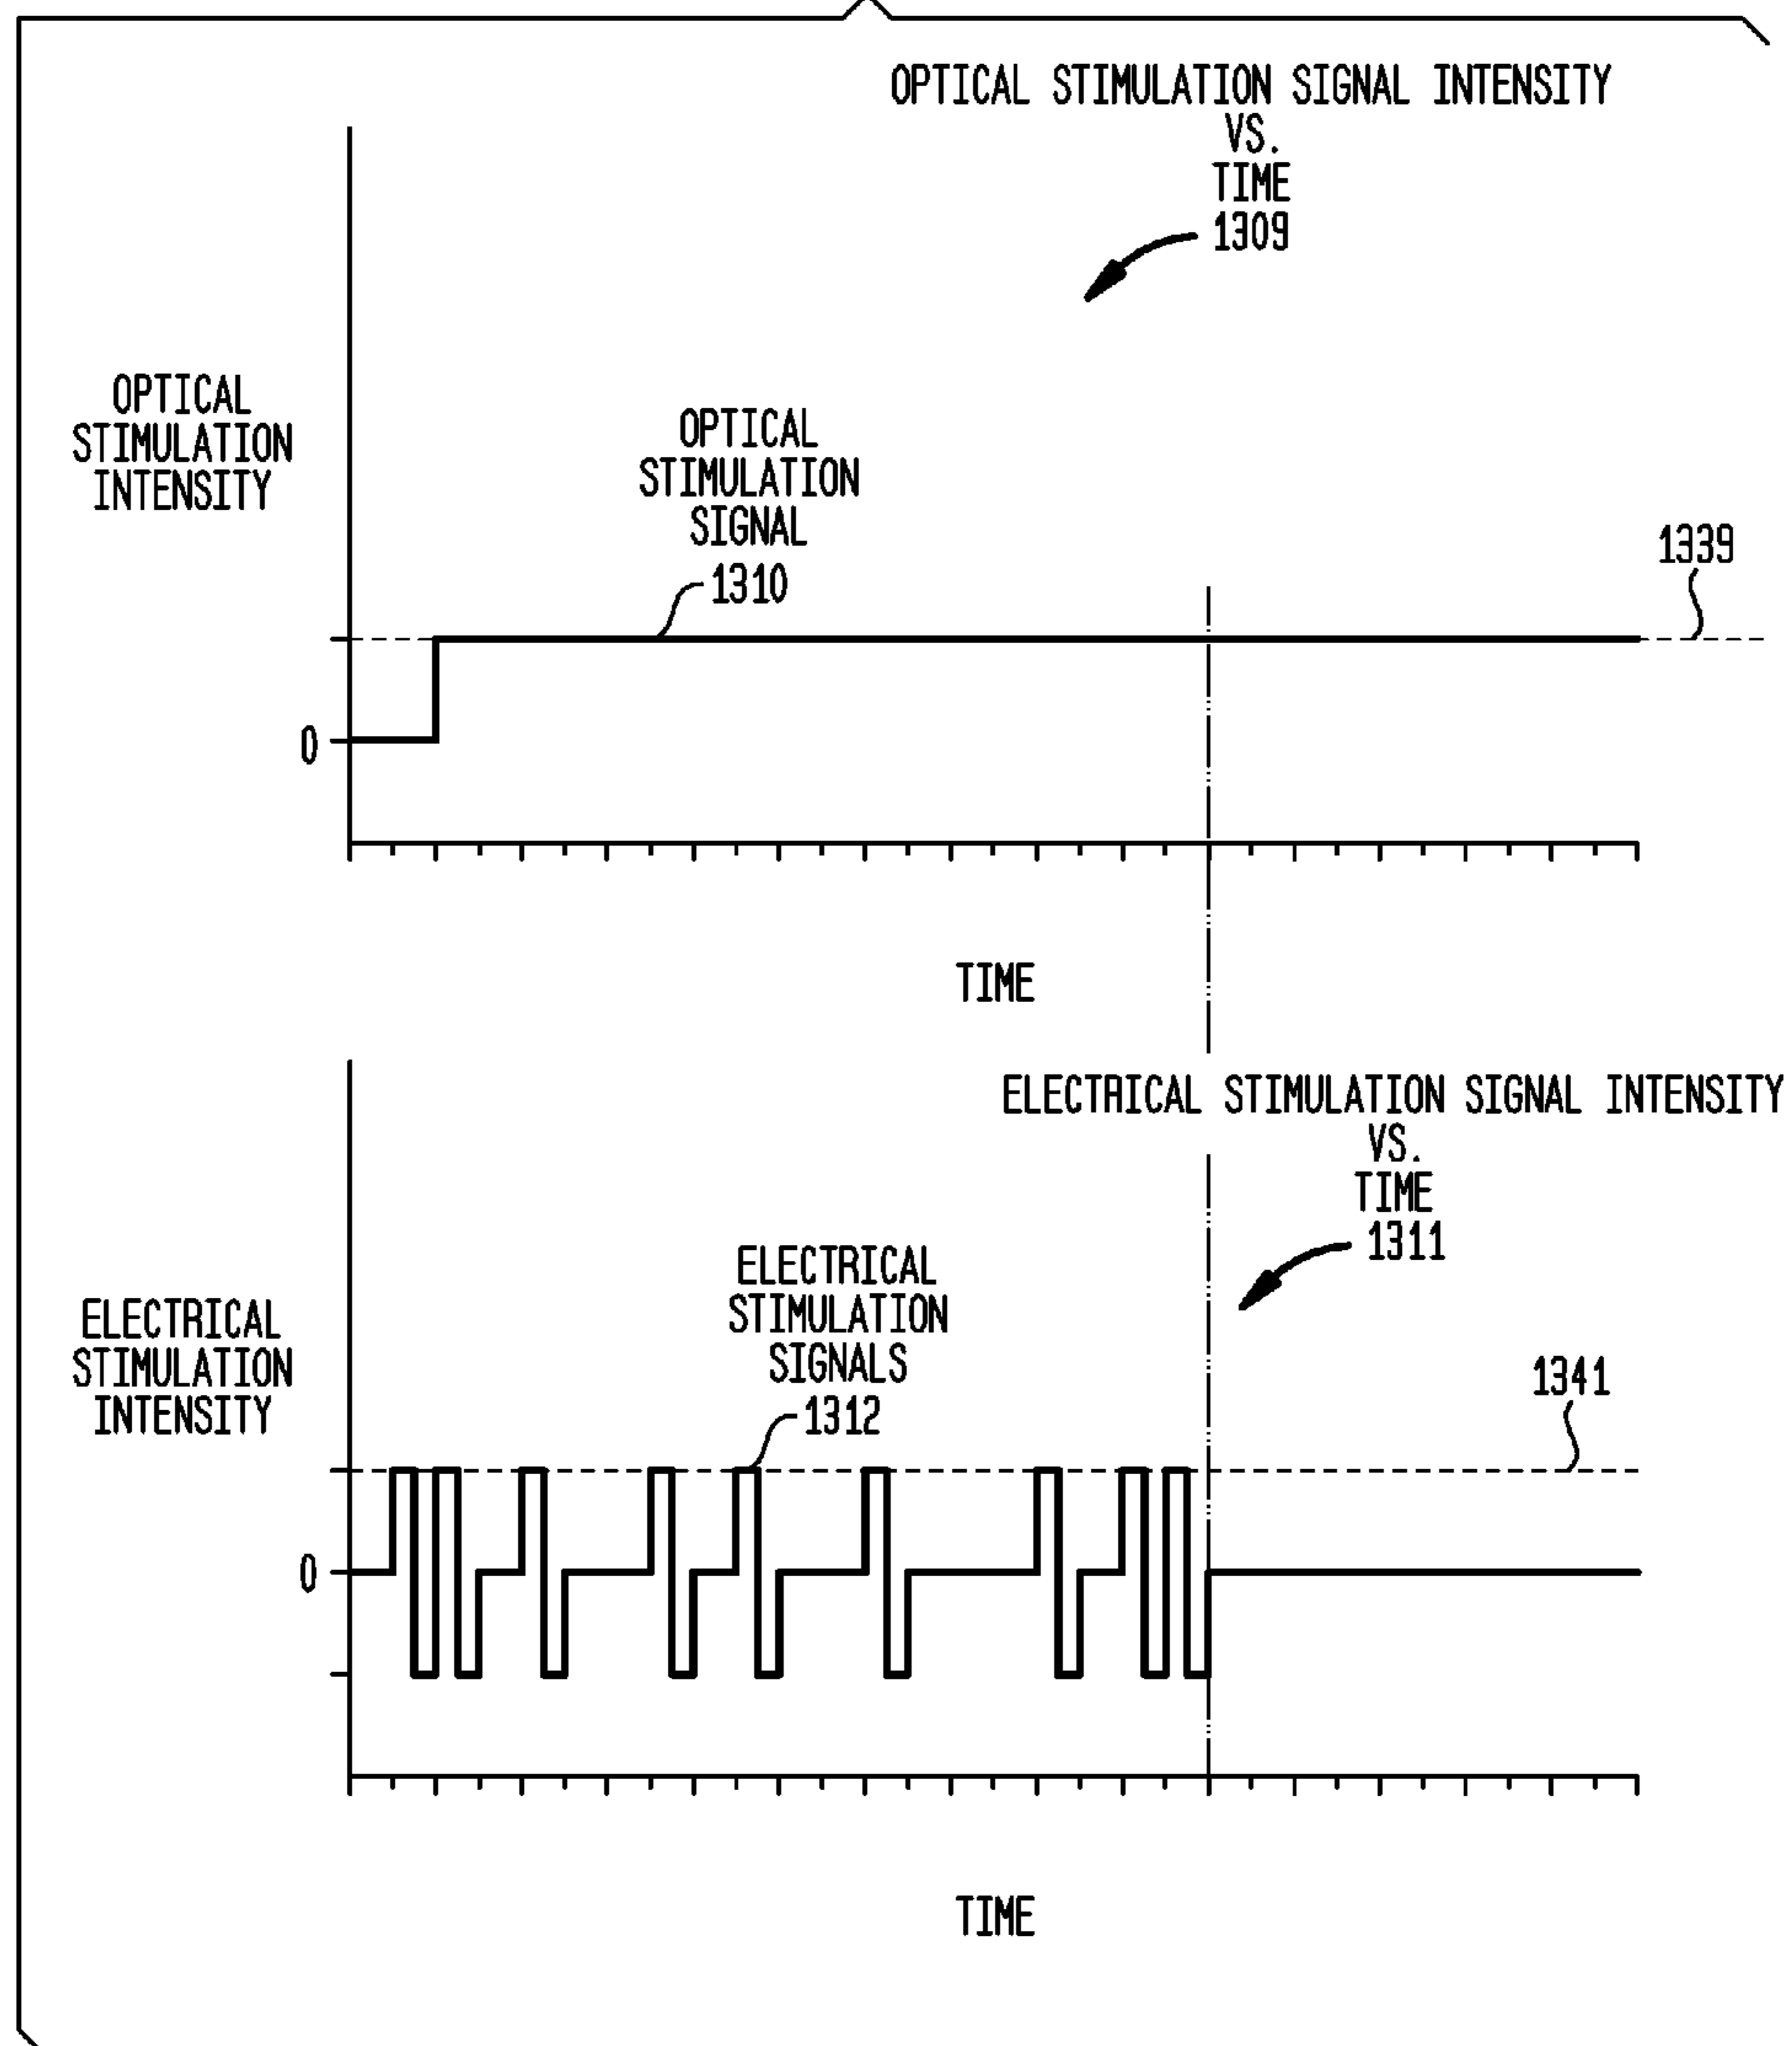 OPTICAL STIMULATION SIGNAL INTENSITY
VS.
TIME
1309
OPTICAL
STIMULATION
INTENSITY
OPTICAL
STIMULATION
SIGNAL
1310
1339
0
TIME
ELECTRICAL STIMULATION SIGNAL INTENSITY
VS.
TIME
1311
ELECTRICAL
STIMULATION
SIGNALS
1312
ELECTRICAL
STIMULATION
INTENSITY
1341
0
TIME